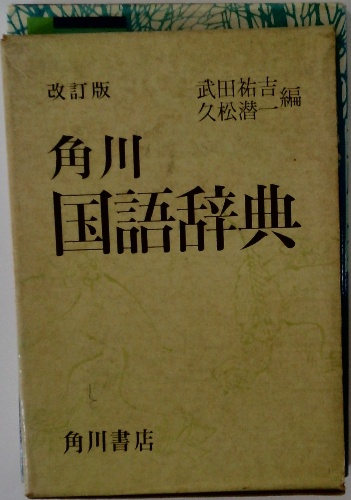 改訂版
武田祐吉
久松潜一
編
角川
国語辞典
角川書店